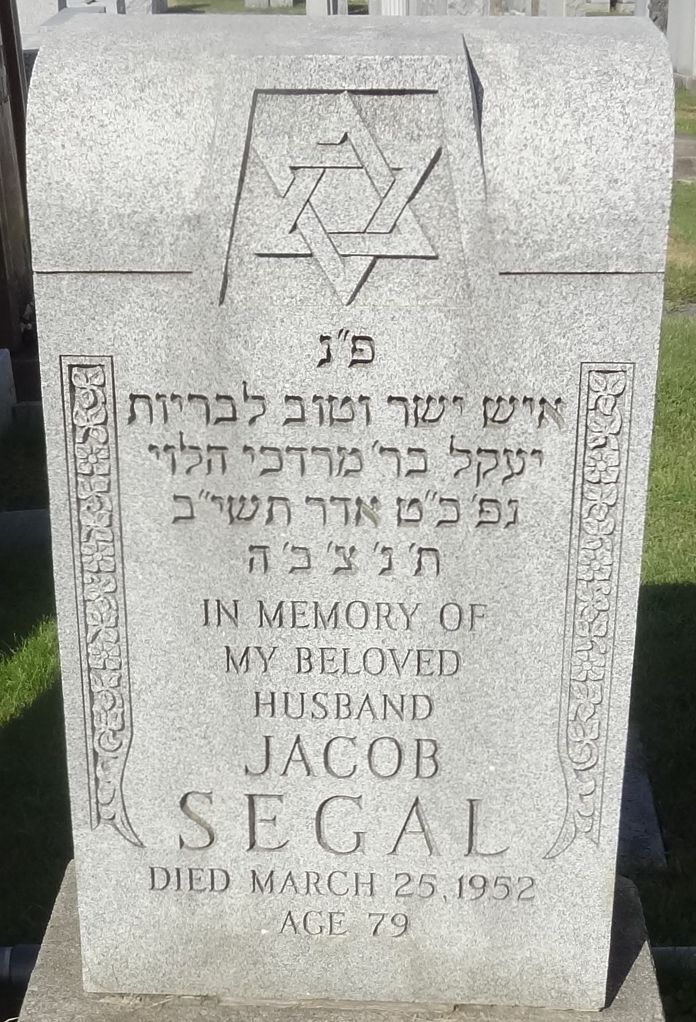 פ״נ
איש ישר וטוב לבריות
יעקל בר׳ מרדכי הלוי
נפ׳ כ״ט אדר תשי״ב
ת׳ נ׳ צ׳ ב׳ ה
IN MEMORY OF
MY BELOVED
HUSBAND
JACOB
SEGAL
DIED MARCH 25, 1952
AGE 79